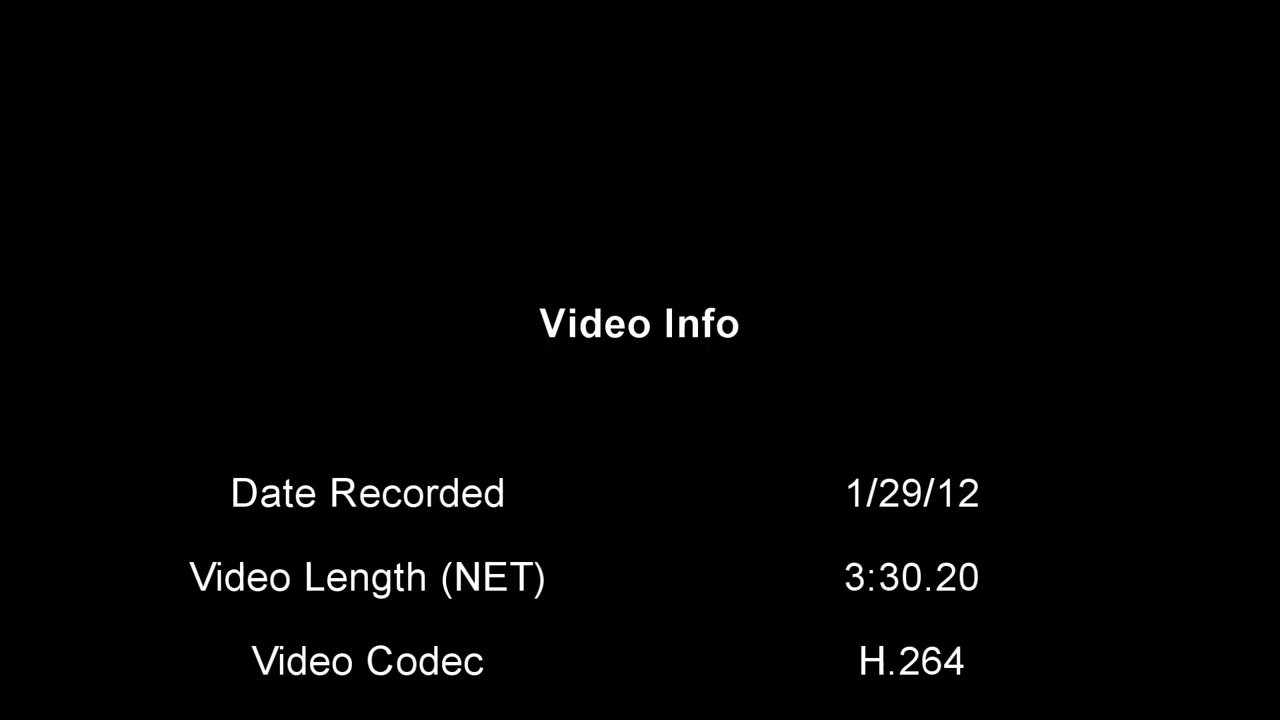 Video Info
Date Recorded 1/29/12
Video Length (NET) 3:30.20
Video Codec H.264